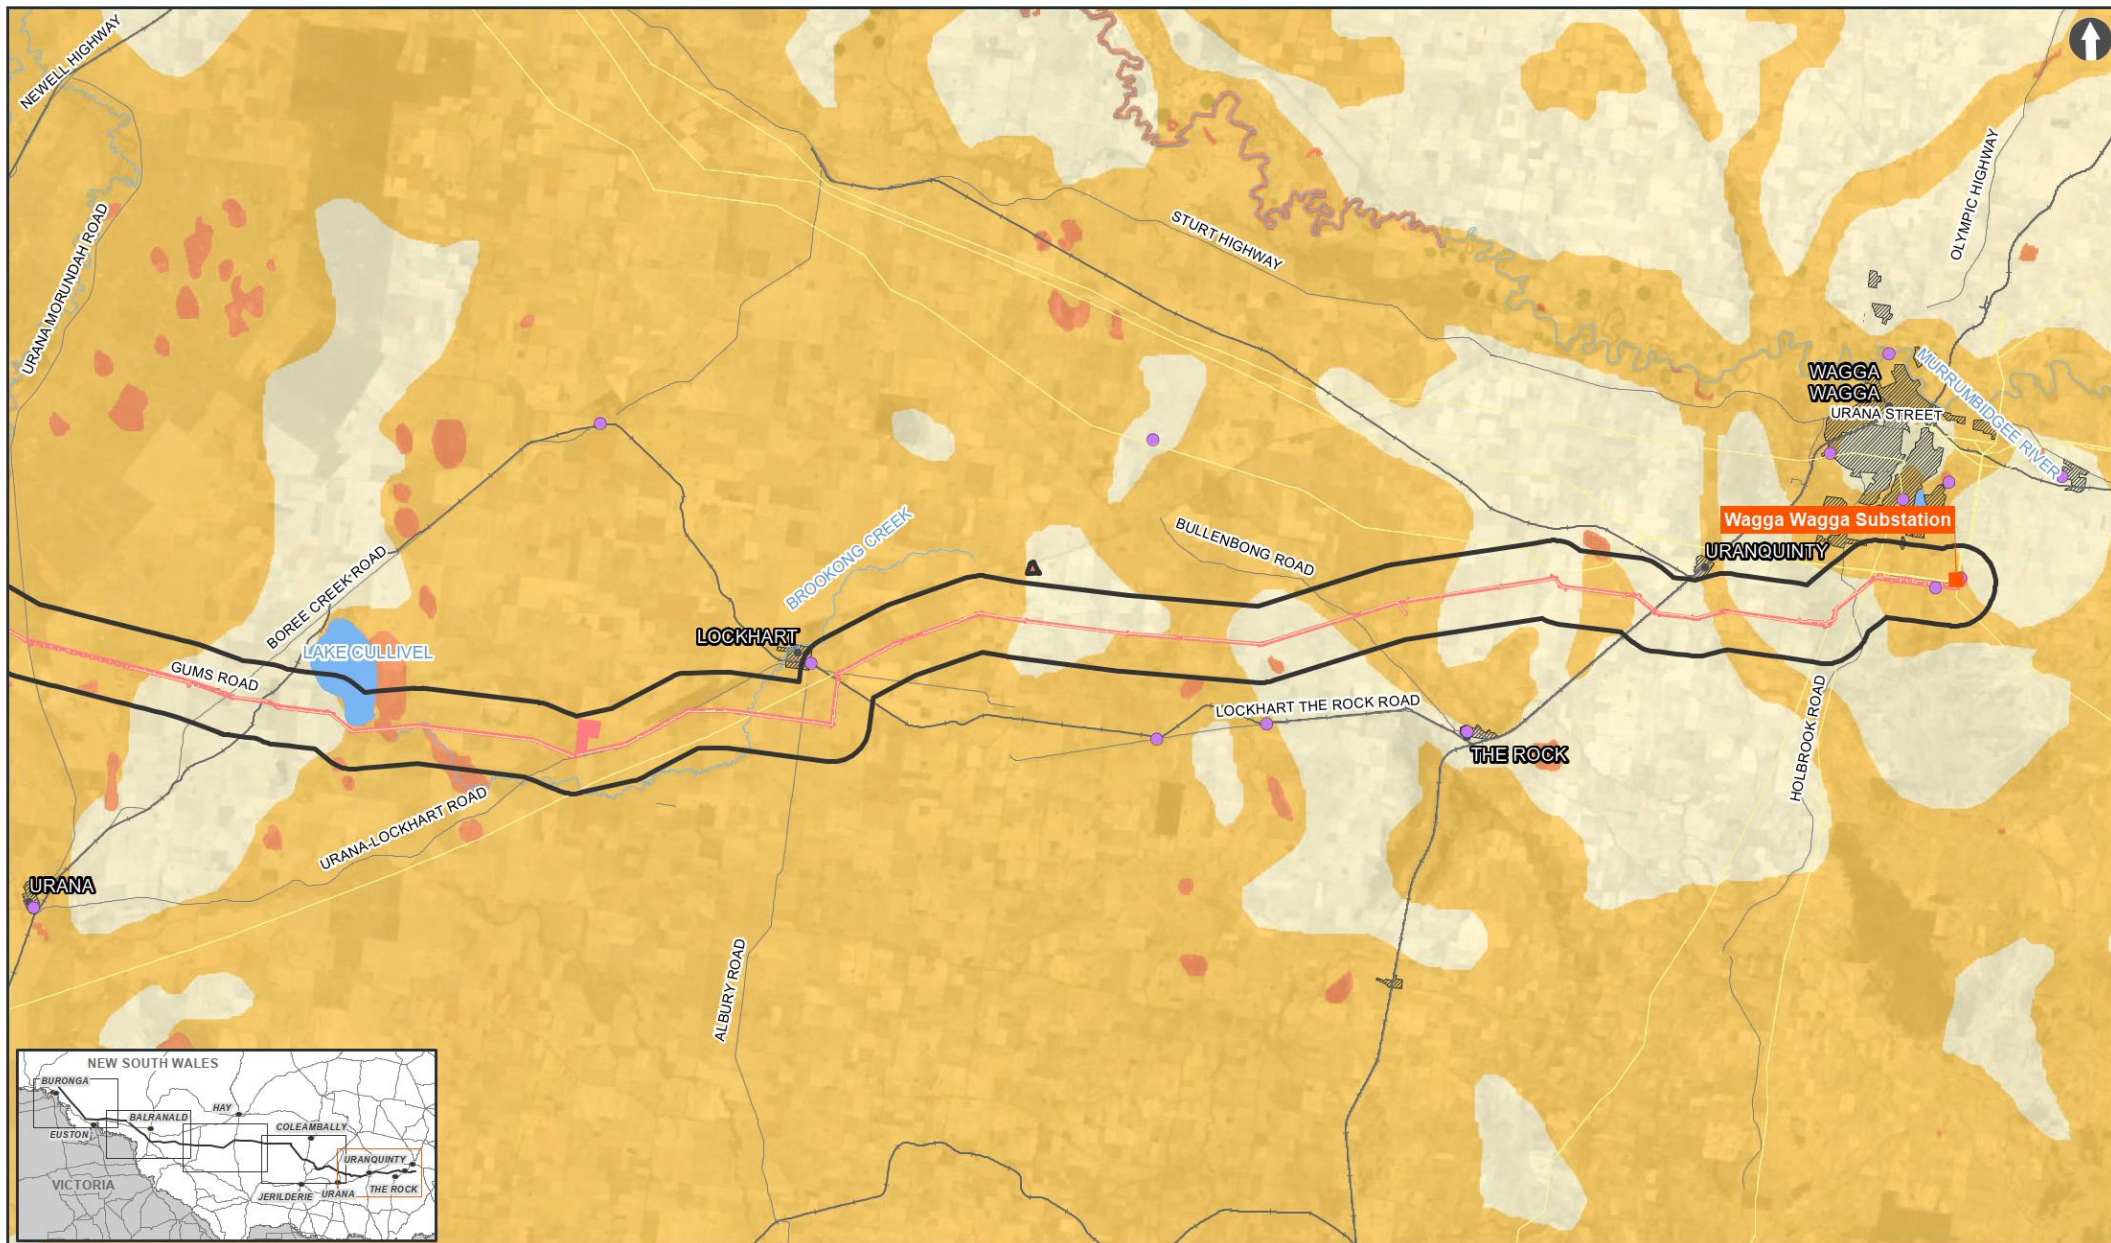 NEWELL HIGHWAY
OLYMPIC HIGHWAY
URANA MORUNDAH ROAD
STURT HIGHWAY
WAGGA
WAGGA
URANA STREET
MURRUMBIDGEE RIVER
Wagga Wagga Substation
BULLENBONG ROAD
URANQUINTY
BROOKONG CREEK
BOREE CREEK ROAD
LOCKHART
LAKE CULLIVEL
GUMS ROAD
LOCKHART THE ROCK ROAD
THE ROCK
HOLBROOK ROAD
URANA-LOCKHART ROAD
URANA
ALBURY ROAD
NEW SOUTH WALES
BURONGA
HAY
BALRANALD
EUSTON
COLEAMBALLY
URANQUINTY
VICTORIA
THE ROCK
JERILDERIE
URANA